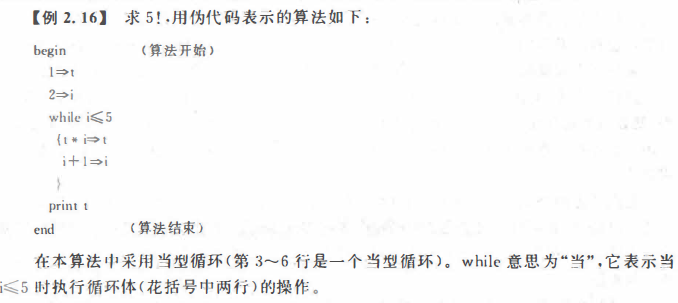 【例 2.16】 求 5!,用伪代码表示的算法如下:
begin (算法开始)
1⇒t
2⇒i
while i≤5
{t * i⇒t
i+1⇒i
}
print t
end (算法结束)
在本算法中采用当型循环(第 3~6 行是一个当型循环)。while 意思为“当”,它表示当
i≤5 时执行循环体(花括号中两行)的操作。